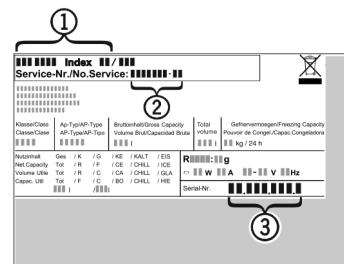 1
Index /
Service-Nr./No.Service: -
2
Klasse/Class Ap-Typ/AP-Type Bruttoinhalt/Gross Capacity Total Gefriervermoegen/Freezing Capacity
Classe/Clase AP-Type/AP-Tipo Volume Brut/Capacidad Bruta volume Pouvoir de Congel./Capac.Congeladora
l l kg / 24 h
Nutzinhalt Ges / K / G / KE / KALT / EIS
Net.Capacity Tot / R / F / CE / CHILL / ICE
Volume Utile Tot / R / C / CA / CHILL / GLA
Capac. Util Tot / F / C / BO / CHILL / HIE
l / l
R : g
W A - V Hz
Serial-Nr.
3